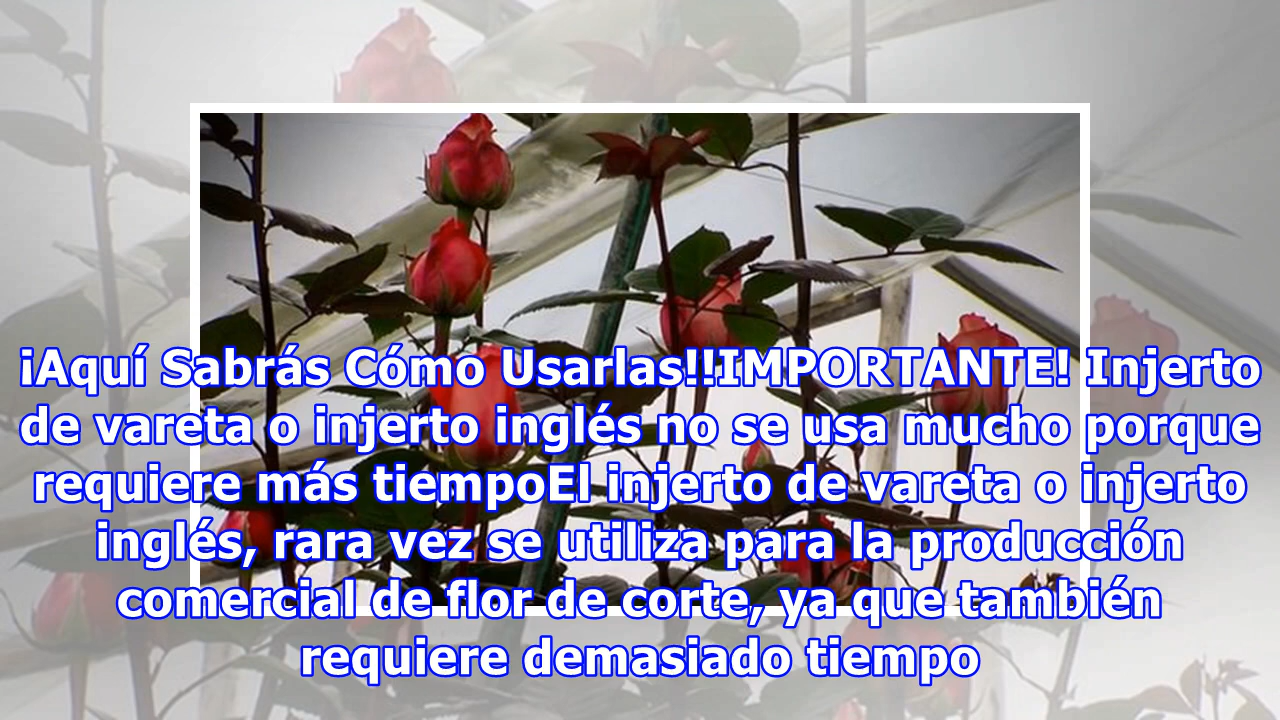 ¡Aquí Sabrás Cómo Usarlas!!IMPORTANTE! Injerto
de vareta o injerto inglés no se usa mucho porque
requiere más tiempoEl injerto de vareta o injerto
inglés, rara vez se utiliza para la producción
comercial de flor de corte, ya que también
requiere demasiado tiempo